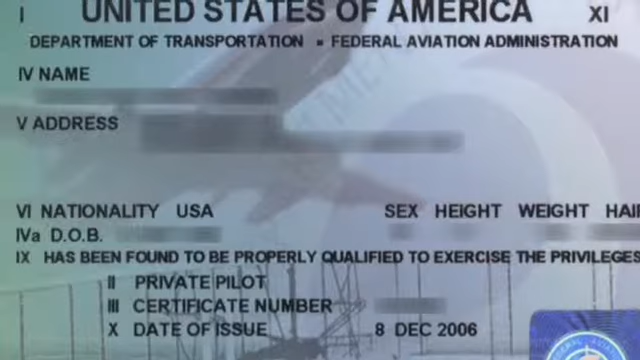 I UNITED STATES OF AMERICA XI
DEPARTMENT OF TRANSPORTATION ▪ FEDERAL AVIATION ADMINISTRATION
IV NAME
V ADDRESS
VI NATIONALITY USA SEX HEIGHT WEIGHT HAIR
IVa D.O.B.
IX HAS BEEN FOUND TO BE PROPERLY QUALIFIED TO EXERCISE THE PRIVILEGES
II PRIVATE PILOT
III CERTIFICATE NUMBER
X DATE OF ISSUE 8 DEC 2006